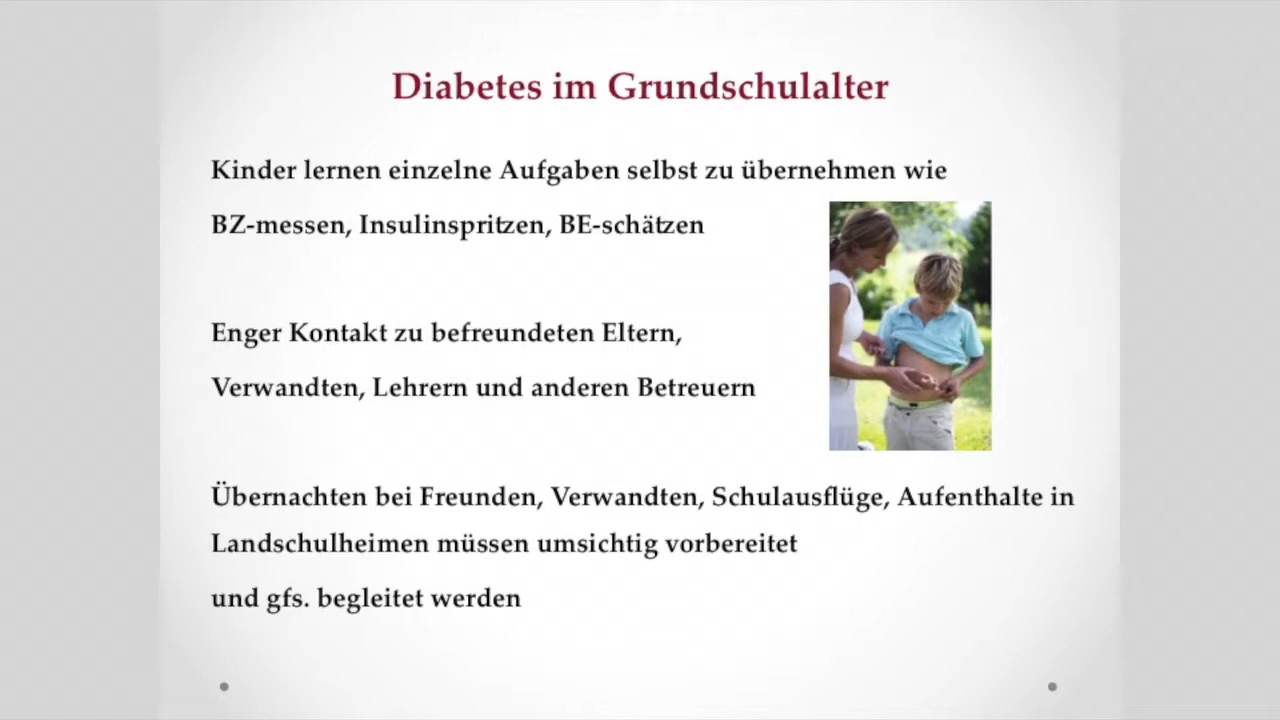 Diabetes im Grundschulalter
Kinder lernen einzelne Aufgaben selbst zu übernehmen wie
BZ-messen, Insulinspritzen, BE-schätzen
Enger Kontakt zu befreundeten Eltern,
Verwandten, Lehrern und anderen Betreuern
Übernachten bei Freunden, Verwandten, Schulausflüge, Aufenthalte in
Landschulheimen müssen umsichtig vorbereitet
und gfs. begleitet werden